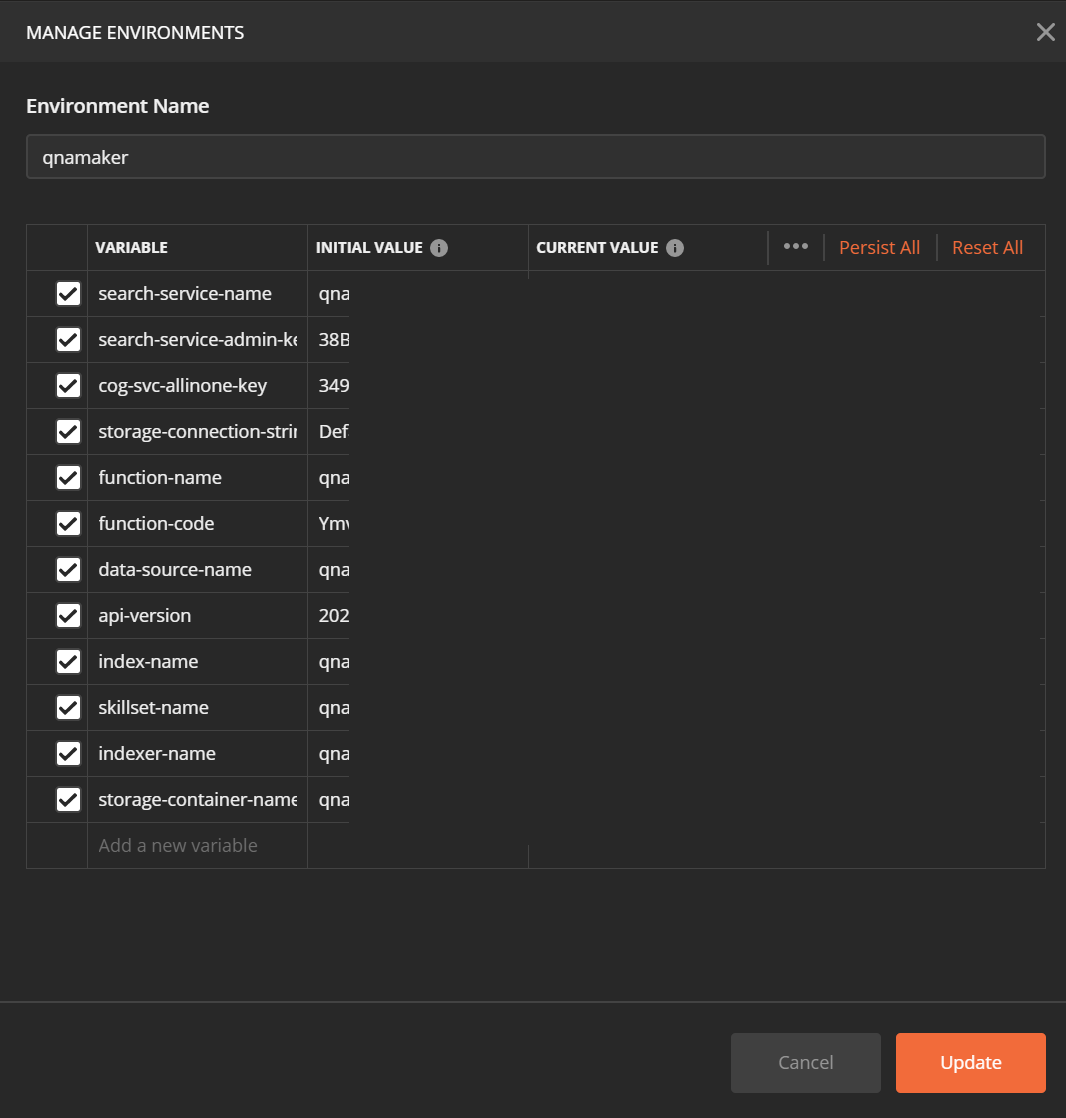 MANAGE ENVIRONMENTS
Environment Name
qnamaker
VARIABLE INITIAL VALUE CURRENT VALUE ••• Persist All Reset All
search-service-name qna
search-service-admin-ke 38B
cog-svc-allinone-key 349
storage-connection-strin Def
function-name qna
function-code Ymv
data-source-name qna
api-version 202
index-name qna
skillset-name qna
indexer-name qna
storage-container-name qna
Add a new variable
Cancel Update